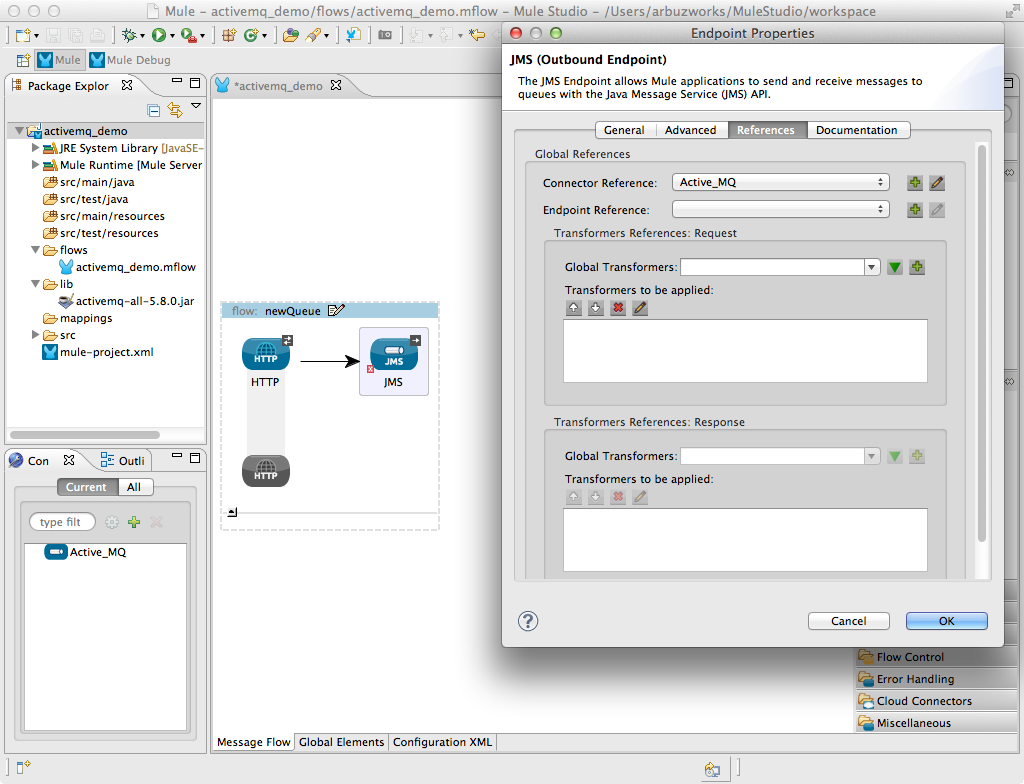 Mule – activemq_demo/flows/activemq_demo.mflow – Mule Studio – /Users/arbuzworks/MuleStudio/workspace
Mule
Mule Debug
Package Explor
activemq_demo
JRE System Library [JavaSE-
Mule Runtime [Mule Server
src/main/java
src/test/java
src/main/resources
src/test/resources
flows
activemq_demo.mflow
lib
activemq-all-5.8.0.jar
mappings
src
mule-project.xml
Con
Outli
Current
All
type filt
Active_MQ
*activemq_demo
flow: newQueue
HTTP
JMS
HTTP
JMS
HTTP
Message Flow
Global Elements
Configuration XML
Endpoint Properties
JMS (Outbound Endpoint)
The JMS Endpoint allows Mule applications to send and receive messages to
queues with the Java Message Service (JMS) API.
General
Advanced
References
Documentation
Global References
Connector Reference:
Active_MQ
Endpoint Reference:
Transformers References: Request
Global Transformers:
Transformers to be applied:
Transformers References: Response
Global Transformers:
Transformers to be applied:
?
Cancel
OK
Flow Control
Error Handling
Cloud Connectors
Miscellaneous